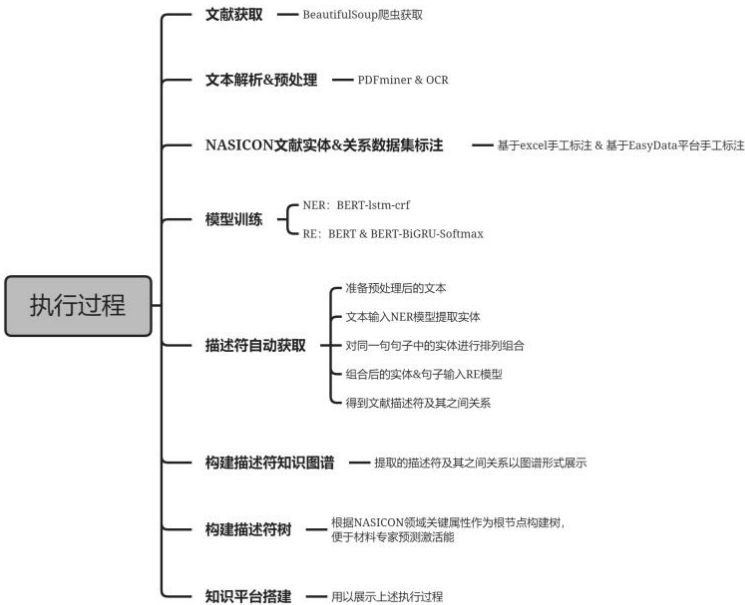 文献获取
BeautifulSoup爬虫获取
文本解析&预处理
PDFminer & OCR
NASICON文献实体&关系数据集标注
基于excel手工标注 & 基于EasyData平台手工标注
模型训练
NER：BERT-lstm-crf
RE：BERT & BERT-BiGRU-Softmax
执行过程
描述符自动获取
准备预处理后的文本
文本输入NER模型提取实体
对同一句句子中的实体进行排列组合
组合后的实体&句子输入RE模型
得到文献描述符及其之间关系
构建描述符知识图谱
提取的描述符及其之间关系以图谱形式展示
构建描述符树
根据NASICON领域关键属性作为根节点构建树，
便于材料专家预测激活能
知识平台搭建
用以展示上述执行过程